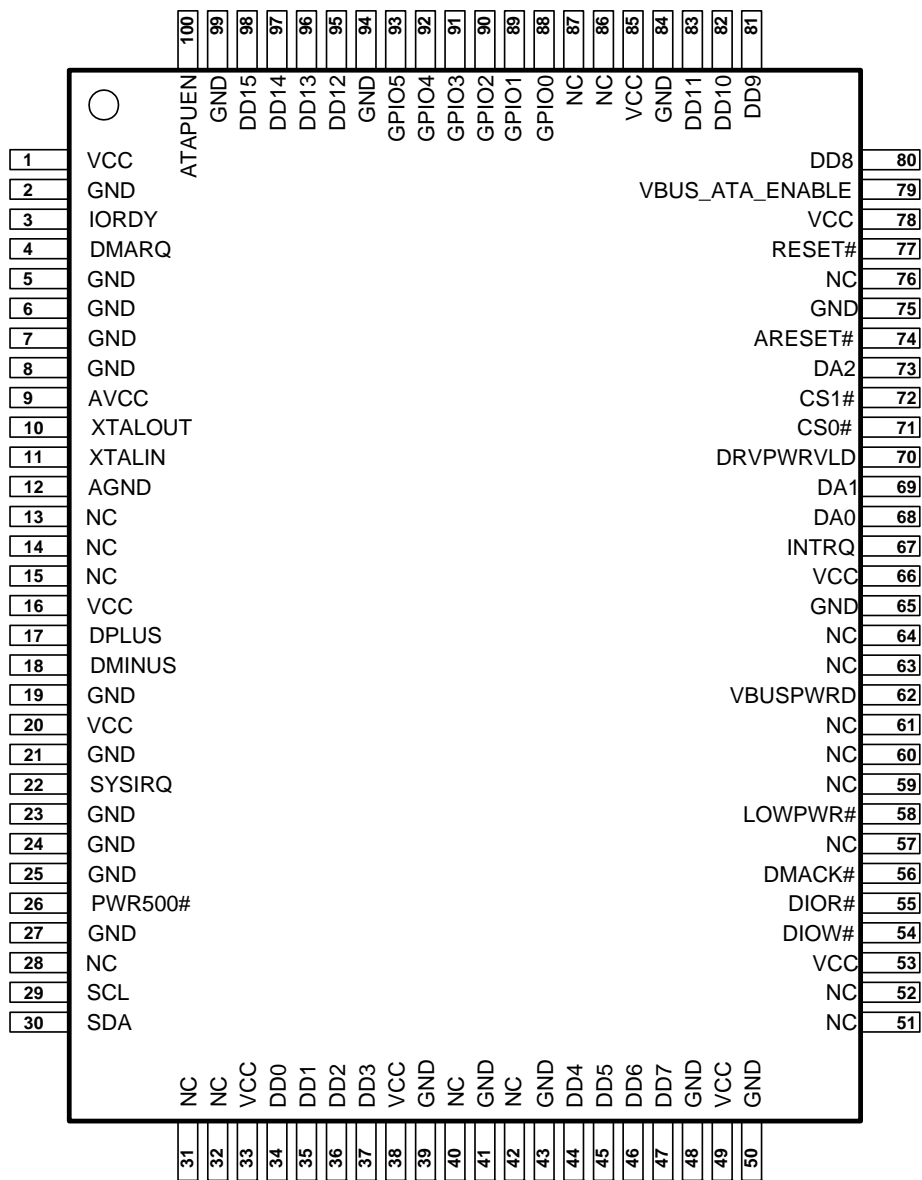 100 99 98 97 96 95 94 93 92 91 90 89 88 87 86 85 84 83 82 81
ATAPUEN GND DD15 DD14 DD13 DD12 GND GPIO5 GPIO4 GPIO3 GPIO2 GPIO1 GPIO0 NC NC VCC GND DD11 DD10 DD9
1 VCC DD8 80
2 GND VBUS_ATA_ENABLE 79
3 IORDY VCC 78
4 DMARQ RESET# 77
5 GND NC 76
6 GND GND 75
7 GND ARESET# 74
8 GND DA2 73
9 AVCC CS1# 72
10 XTALOUT CS0# 71
11 XTALIN DRVPWRVLD 70
12 AGND DA1 69
13 NC DA0 68
14 NC INTRQ 67
15 NC VCC 66
16 VCC GND 65
17 DPLUS NC 64
18 DMINUS NC 63
19 GND VBUSPWRD 62
20 VCC NC 61
21 GND NC 60
22 SYSIRQ NC 59
23 GND LOWPWR# 58
24 GND NC 57
25 GND DMACK# 56
26 PWR500# DIOR# 55
27 GND DIOW# 54
28 NC VCC 53
29 SCL NC 52
30 SDA NC 51
NC NC VCC DD0 DD1 DD2 DD3 VCC GND NC GND NC GND DD4 DD5 DD6 DD7 GND VCC GND
31 32 33 34 35 36 37 38 39 40 41 42 43 44 45 46 47 48 49 50